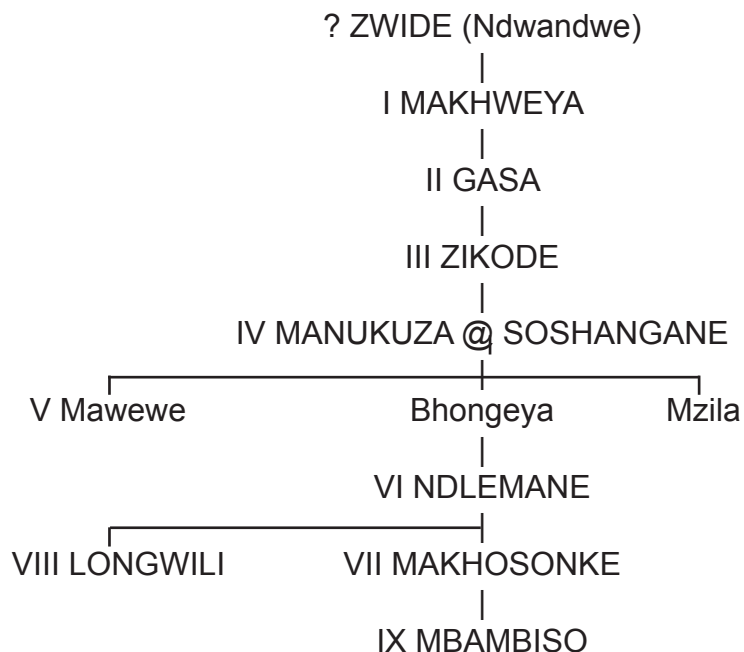 ? ZWIDE (Ndwandwe)
I MAKHWEYA
II GASA
III ZIKODE
IV MANUKUZA @ SOSHANGANE
V Mawewe Bhongeya Mzila
VI NDLEMANE
VIII LONGWILI VII MAKHOSONKE
IX MBAMBISO